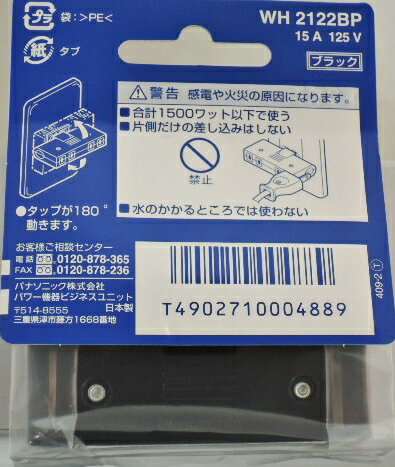 プラ 袋:>PE<
紙 タブ
WH 2122BP
15A 125V
ブラック
⚠警告 感電や火災の原因になります。
■合計1500ワット以下で使う
■片側だけの差し込みはしない
禁止
■水のかかるところでは使わない
●タップが180°
動きます。
お客様ご相談センター
電話 0120-878-365
FAX 0120-878-236
パナソニック株式会社
パワー機器ビジネスユニット
〒514-8555 日本製
三重県津市藤方1668番地
T4902710004889
409-2 T